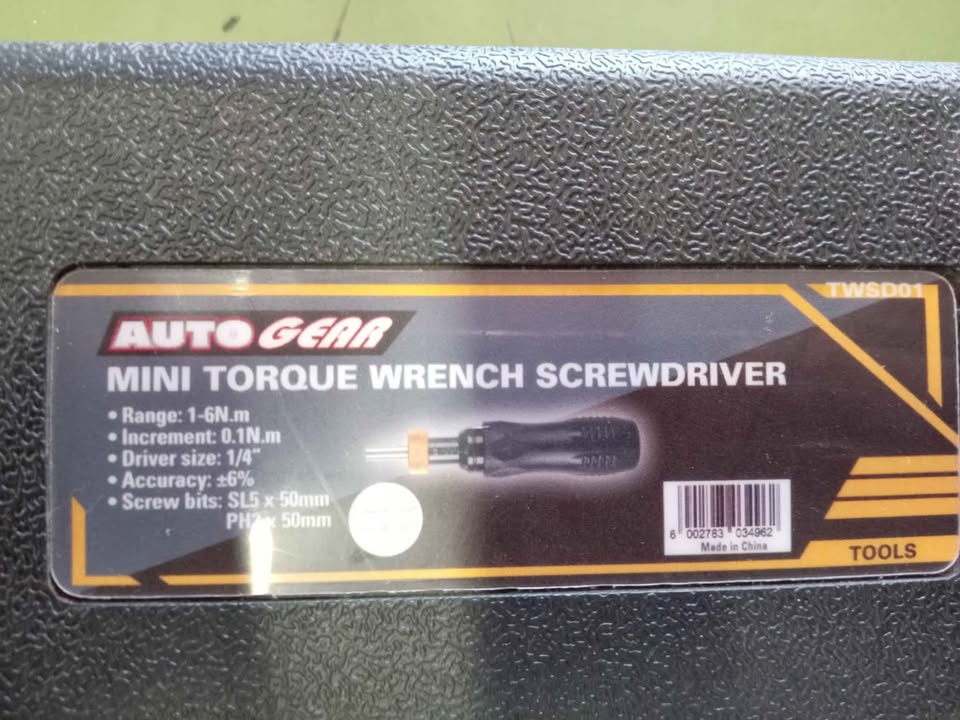 TWSD01
AUTO GEAR
MINI TORQUE WRENCH SCREWDRIVER
• Range: 1-6N.m
• Increment: 0.1N.m
• Driver size: 1/4"
• Accuracy: ±6%
• Screw bits: SL5 x 50mm
PH2 x 50mm
6 002783 034962
Made in China
TOOLS